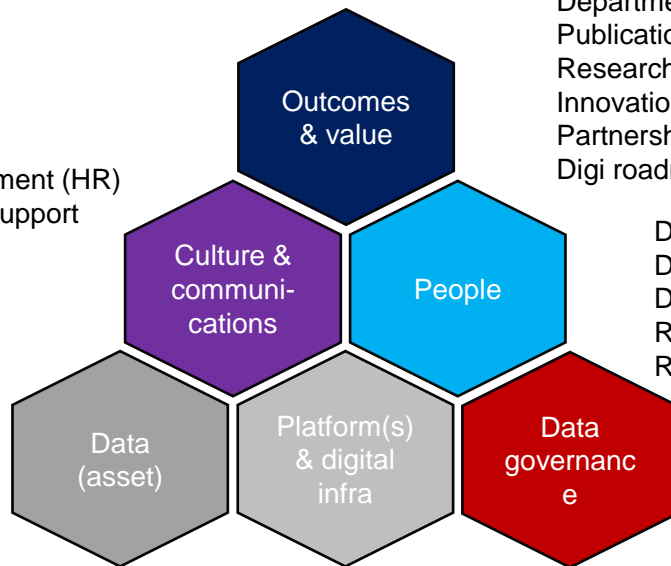 Outcomes
& value
ment (HR)
upport
Publicatio
Research
Innovatio
Partnersh
Digi road
Culture &
communi-
cations
People
D
D
D
R
R
Data
(asset)
Platform(s)
& digital
infra
Data
governanc
e